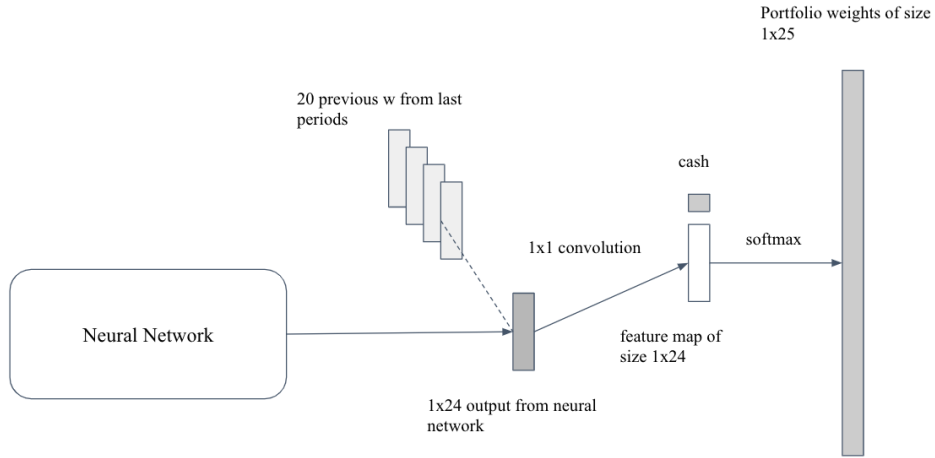 Portfolio weights of size
1x25
20 previous w from last
periods
cash
1x1 convolution
softmax
Neural Network
feature map of
size 1x24
1x24 output from neural
network